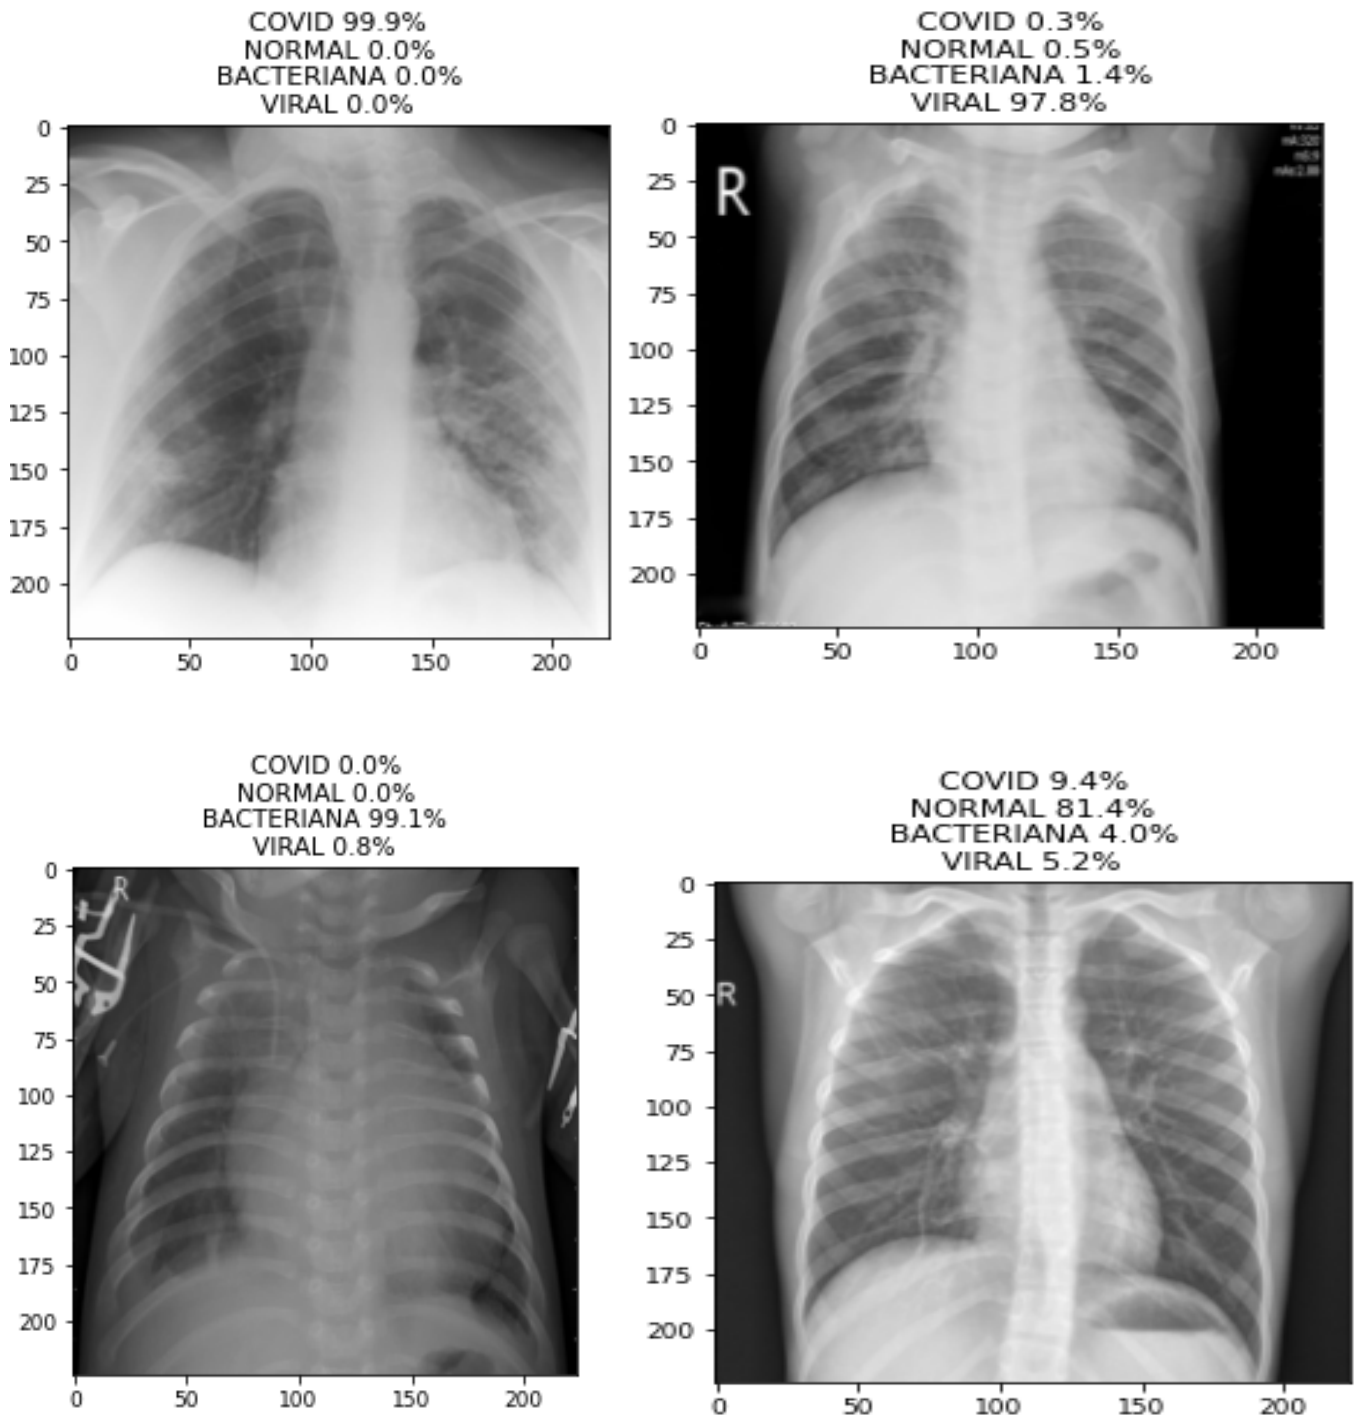 COVID 99.9%
NORMAL 0.0%
BACTERIANA 0.0%
VIRAL 0.0%
0
25
50
75
100
125
150
175
200
0 50 100 150 200
COVID 0.3%
NORMAL 0.5%
BACTERIANA 1.4%
VIRAL 97.8%
R
0
25
50
75
100
125
150
175
200
0 50 100 150 200
COVID 0.0%
NORMAL 0.0%
BACTERIANA 99.1%
VIRAL 0.8%
R
0
25
50
75
100
125
150
175
200
0 50 100 150 200
COVID 9.4%
NORMAL 81.4%
BACTERIANA 4.0%
VIRAL 5.2%
R
0
25
50
75
100
125
150
175
200
0 50 100 150 200